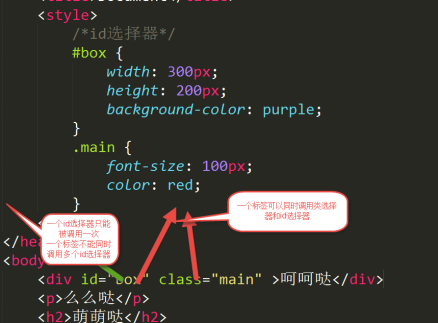 <style>
/*id选择器*/
#box {
width: 300px;
height: 200px;
background-color: purple;
}
.main {
font-size: 100px;
color: red;
}
一个id选择器只能
被调用一次
一个标签不能同时
调用多个id选择器
一个标签可以同时调用类选择
器和id选择器
</hea
<body
<div id="box" class="main" >呵呵哒</div>
<p>么么哒</p>
<h2>萌萌哒</h2>